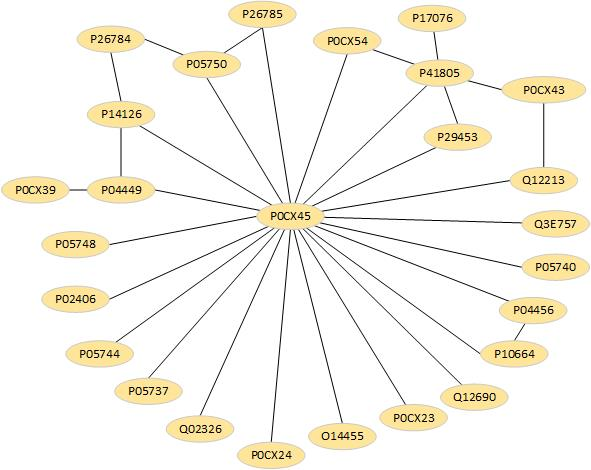 P26785
P17076
P26784
P0CX54
P05750
P41805
P0CX43
P14126
P29453
P0CX39
P04449
Q12213
P0CX45
Q3E757
P05748
P05740
P02406
P04456
P05744
P10664
P05737
Q12690
P0CX23
Q02326
O14455
P0CX24